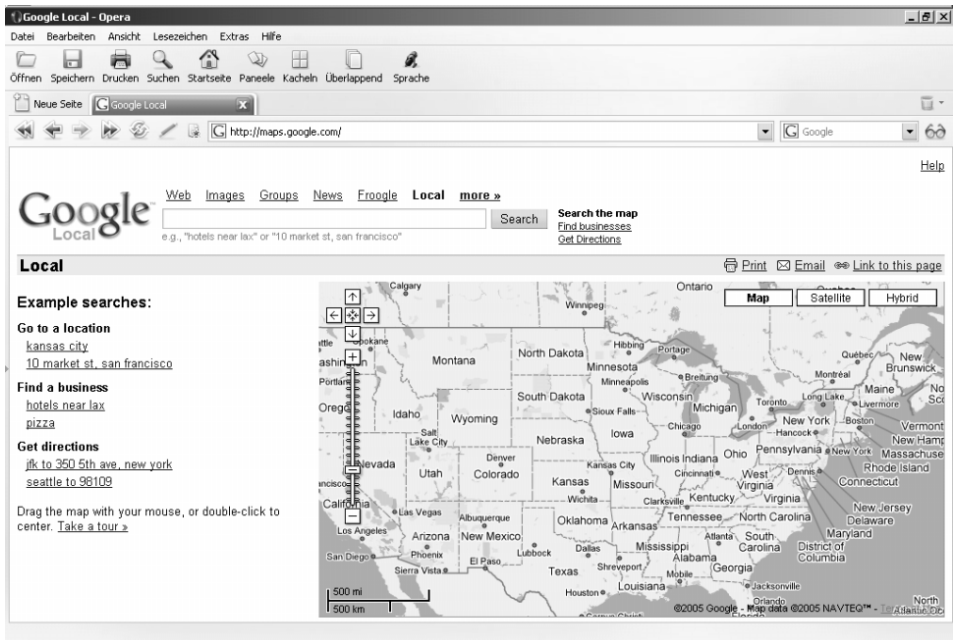 Google Local - Opera
Datei Bearbeiten Ansicht Lesezeichen Extras Hilfe
Öffnen Speichern Drucken Suchen Startseite Paneele Kacheln Überlappend Sprache
Neue Seite Google Local
http://maps.google.com/ Google
Help
Google Local
Web Images Groups News Froogle Local more »
Search
Search the map
Find businesses
Get Directions
e.g., "hotels near lax" or "10 market st, san francisco"
Local
Print Email Link to this page
Example searches:
Go to a location
kansas city
10 market st, san francisco
Find a business
hotels near lax
pizza
Get directions
jfk to 350 5th ave, new york
seattle to 98109
Drag the map with your mouse, or double-click to
center. Take a tour »
Map Satellite Hybrid
Calgary
Ontario
Winnipeg
Spokane
Montana
North Dakota
Hibbing
Portage
Minnesota
Québec
New
Brunswick
Montréal
Minneapolis
Breitung
Maine
Idaho
Wyoming
South Dakota
Sioux Falls
Wisconsin
Michigan
Toronto
Long Lake
Livermore
Salt
Lake City
Nebraska
Iowa
Chicago
London
New York
Hancock
Boston
Vermont
New Hamp
Nevada
Utah
Denver
Colorado
Kansas City
Illinois Indiana Ohio
Pennsylvania
New York
Massachuse
Rhode Island
Connecticut
Kansas
Missouri
Cincinnati
West
Virginia
Dennis
Wichita
Clarksville
Kentucky
Virginia
California
Las Vegas
Albuquerque
Oklahoma
Arkansas
Tennessee
North Carolina
New Jersey
Delaware
Maryland
District of
Columbia
Los Angeles
Arizona
New Mexico
Phoenix
Atlanta
South
Carolina
San Diego
Sierra Vista
El Paso
Lubbock
Dallas
Texas
Shreveport
Mississippi
Alabama
Georgia
Mobile
Louisiana
Houston
Jacksonville
Orlando
500 mi
500 km
©2005 Google - Map data ©2005 NAVTEQ™ -
North